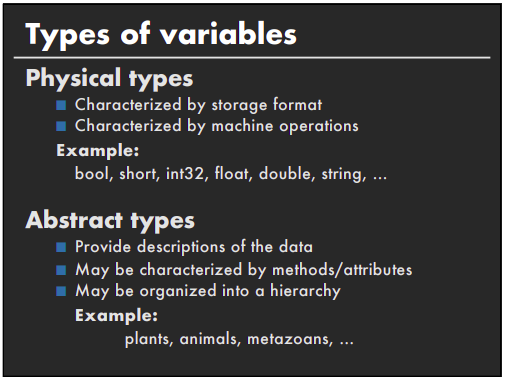 Types of variables
Physical types
Characterized by storage format
Characterized by machine operations
Example:
bool, short, int32, float, double, string, ...
Abstract types
Provide descriptions of the data
May be characterized by methods/attributes
May be organized into a hierarchy
Example:
plants, animals, metazoans, ...